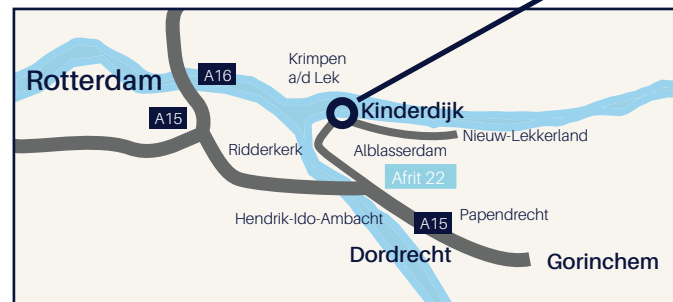 Krimpen
a/d Lek
Rotterdam
A16
Kinderdijk
A15
Nieuw-Lekkerland
Ridderkerk
Alblasserdam
Afrit 22
Hendrik-Ido-Ambacht
A15
Papendrecht
Dordrecht
Gorinchem